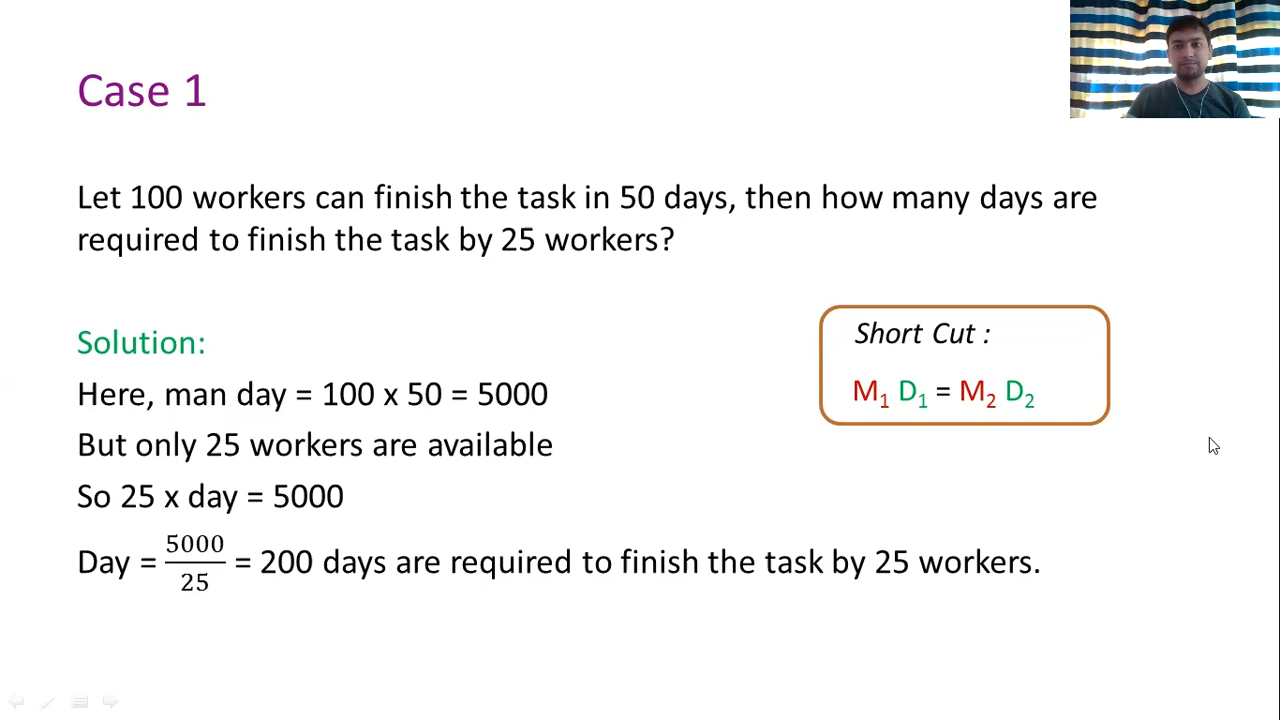 Case 1
Let 100 workers can finish the task in 50 days, then how many days are
required to finish the task by 25 workers?
Solution:
Here, man day = 100 x 50 = 5000
But only 25 workers are available
So 25 x day = 5000
Day = 5000/25 = 200 days are required to finish the task by 25 workers.
Short Cut :
M₁ D₁ = M₂ D₂